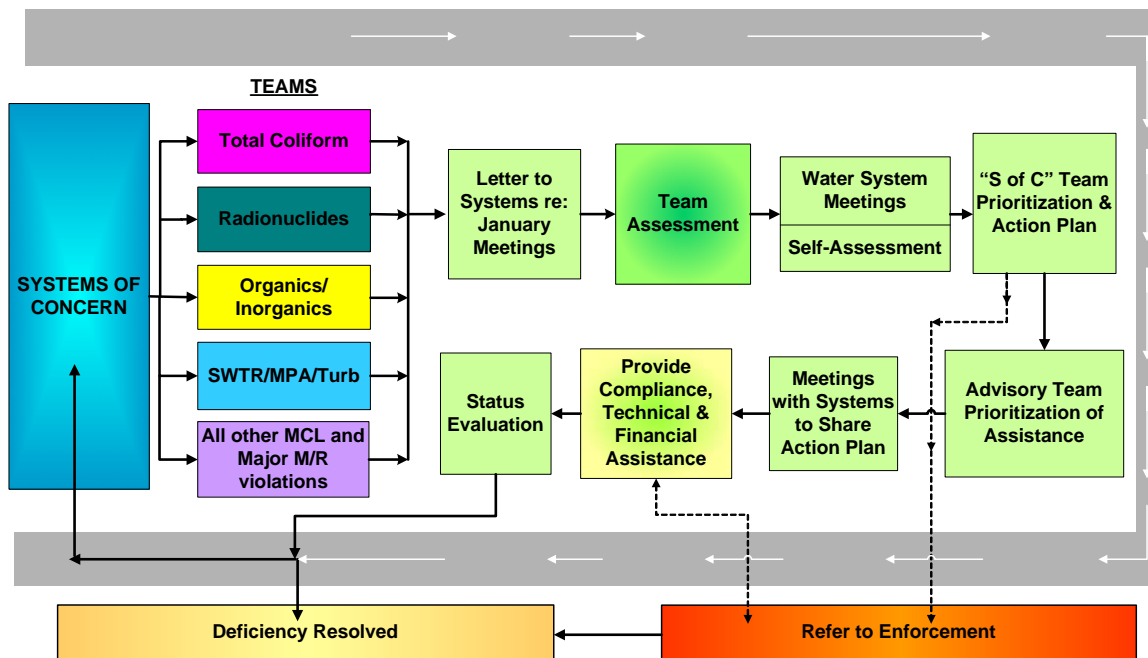 TEAMS
SYSTEMS OF
CONCERN
Total Coliform
Radionuclides
Organics/
Inorganics
SWTR/MPA/Turb
All other MCL and
Major M/R
violations
Letter to
Systems re:
January
Meetings
Team
Assessment
Water System
Meetings
Self-Assessment
“S of C” Team
Prioritization &
Action Plan
Advisory Team
Prioritization of
Assistance
Meetings
with Systems
to Share
Action Plan
Provide
Compliance,
Technical &
Financial
Assistance
Status
Evaluation
Deficiency Resolved
Refer to Enforcement